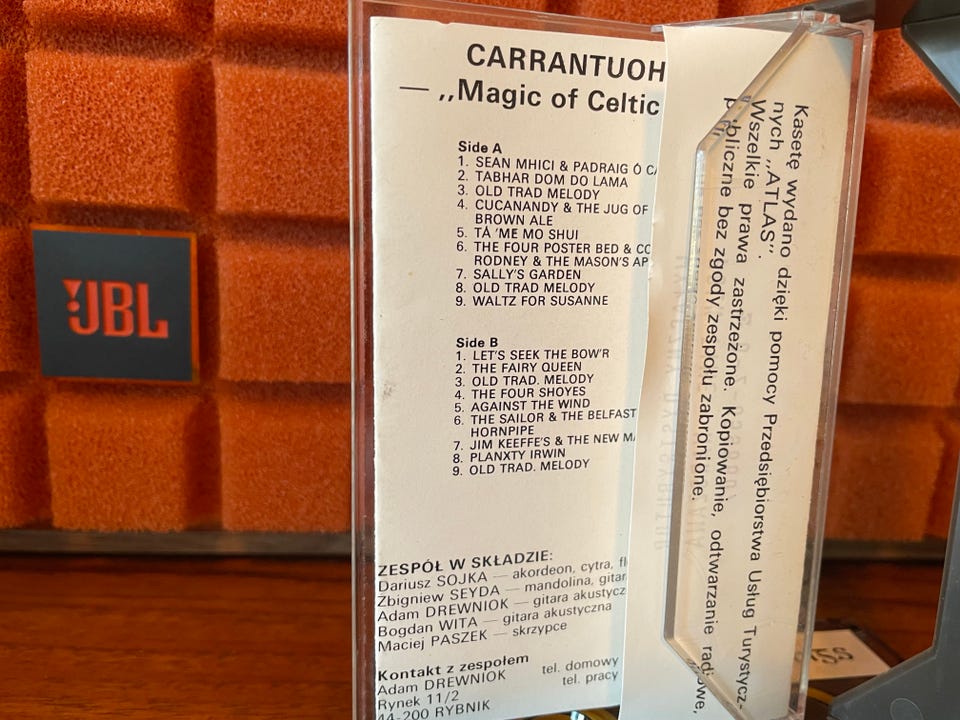 JBL
CARRANTUOH
— „Magic of Celtic
Side A
1. SEAN MHICI & PADRAIG Ó
2. TABHAR DOM DO LAMA
3. OLD TRAD MELODY
4. CUCANANDY & THE JUG OF
BROWN ALE
5. TÁ 'ME MO SHUI
6. THE FOUR POSTER BED &
RODNEY & THE MASON'S
7. SALLY'S GARDEN
8. OLD TRAD MELODY
9. WALTZ FOR SUSANNE
Side B
1. LET'S SEEK THE BOW'R
2. THE FAIRY QUEEN
3. OLD TRAD. MELODY
4. THE FOUR SHOYES
5. AGAINST THE WIND
6. THE SAILOR & THE BELFAST
HORNPIPE
7. JIM KEEFFE'S & THE NEW
8. PLANXTY IRWIN
9. OLD TRAD. MELODY
ZESPÓŁ W SKŁADZIE:
Dariusz SOJKA — akordeon, cytra,
Zbigniew SEYDA — mandolina, gitar
Adam DREWNIOK — gitara akustycz
Bogdan WITA — gitara akustyczna
Maciej PASZEK — skrzypce
Kontakt z zespołem
Adam DREWNIOK tel. domowy
Rynek 11/2 tel. pracy
44-200 RYBNIK
Kasetę wydano dzięki pomocy Przedsiębiorstwa Usług Turystycz-
nych „ATLAS".
Wszelkie prawa zastrzeżone. Kopiowanie, odtwarzanie radiowe,
publiczne bez zgody zespołu zabronione.